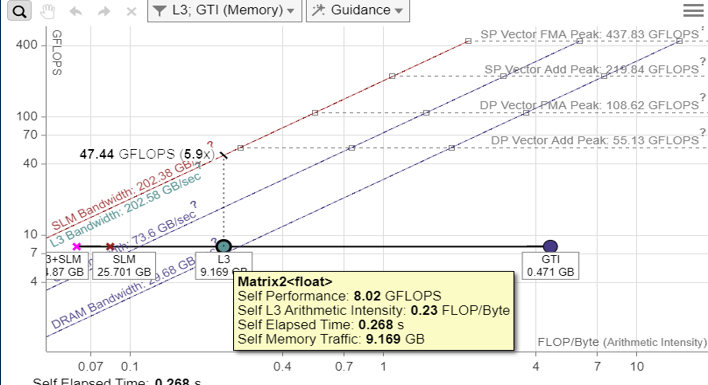 L3; GTI (Memory)
Guidance
GFLOPS
400
100
70
40
10
7
4
SP Vector FMA Peak: 437.83 GFLOPS ?
SP Vector Add Peak: 219.84 GFLOPS ?
DP Vector FMA Peak: 108.62 GFLOPS ?
DP Vector Add Peak: 55.13 GFLOPS ?
47.44 GFLOPS (5.9x)
SLM Bandwidth: 202.38 GB/sec ?
L3 Bandwidth: 202.58 GB/sec ?
73.6 GB/sec ?
DRAM Bandwidth: GB/sec
3+SLM
4.87 GB
SLM
25.701 GB
L3
9.169 GB
GTI
0.471 GB
Matrix2<float>
Self Performance: 8.02 GFLOPS
Self L3 Arithmetic Intensity: 0.23 FLOP/Byte
Self Elapsed Time: 0.268 s
Self Memory Traffic: 9.169 GB
FLOP/Byte (Arithmetic Intensity)
0.07 0.1 0.4 0.7 1 4 7 10
Self Elapsed Time: 0.268 s